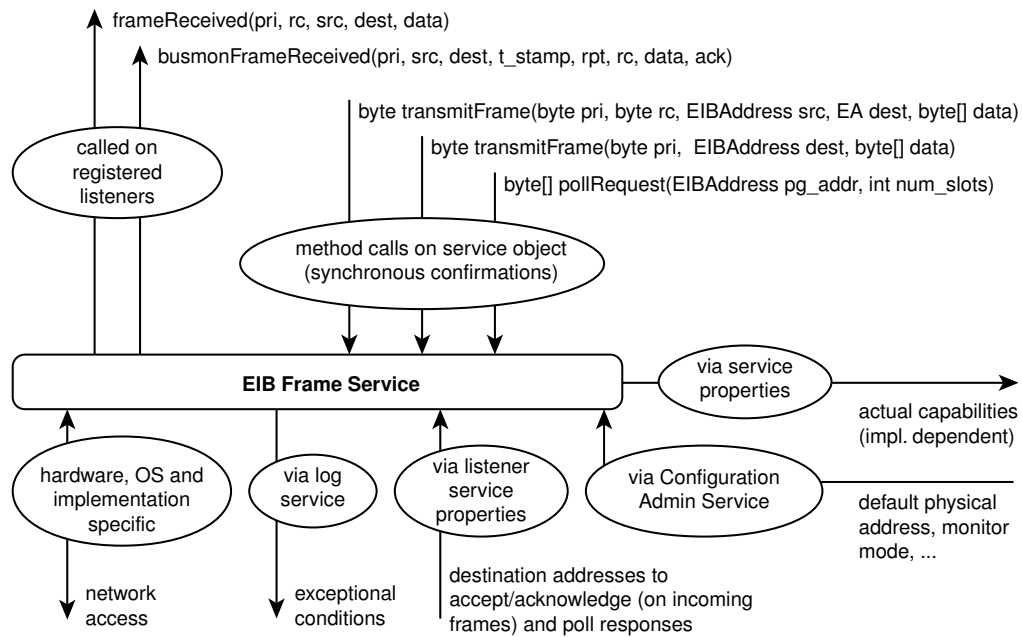 frameReceived(pri, rc, src, dest, data)
busmonFrameReceived(pri, src, dest, t_stamp, rpt, rc, data, ack)
byte transmitFrame(byte pri, byte rc, EIBAddress src, EA dest, byte[] data)
byte transmitFrame(byte pri, EIBAddress dest, byte[] data)
byte[] pollRequest(EIBAddress pg_addr, int num_slots)
called on
registered
listeners
method calls on service object
(synchronous confirmations)
EIB Frame Service
via service
properties
actual capabilities
(impl. dependent)
hardware, OS and
implementation
specific
via log
service
via listener
service
properties
via Configuration
Admin Service
default physical
address, monitor
mode, ...
network
access
exceptional
conditions
destination addresses to
accept/acknowledge (on incoming
frames) and poll responses